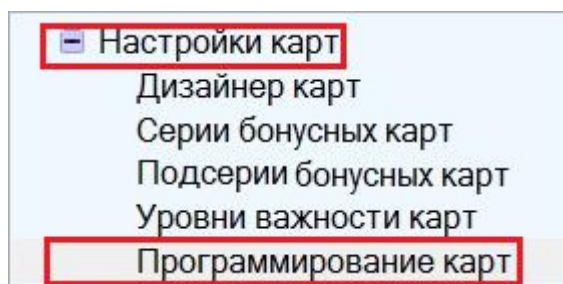 Настройки карт
Дизайнер карт
Серии бонусных карт
Подсерии бонусных карт
Уровни важности карт
Программирование карт